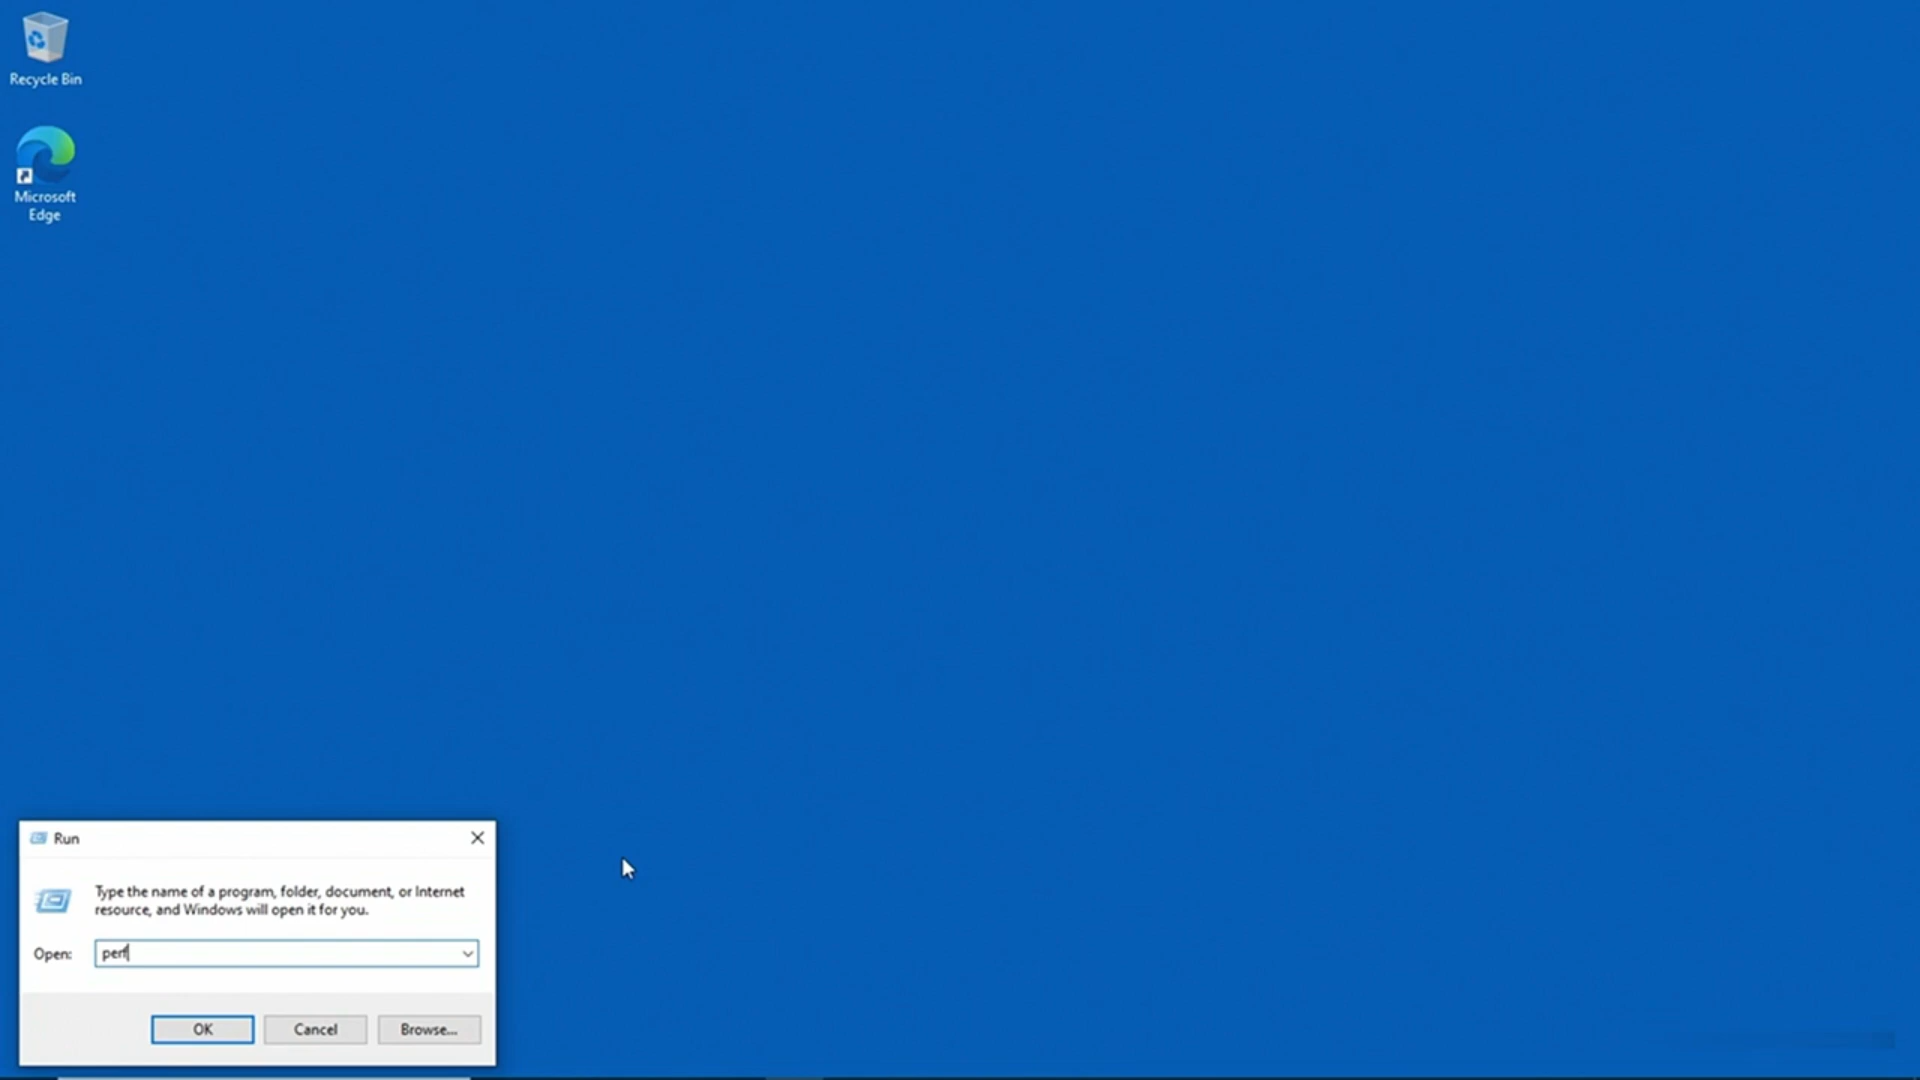 Recycle Bin
Microsoft
Edge
Run
Type the name of a program, folder, document, or Internet
resource, and Windows will open it for you.
Open:
perf
OK
Cancel
Browse...